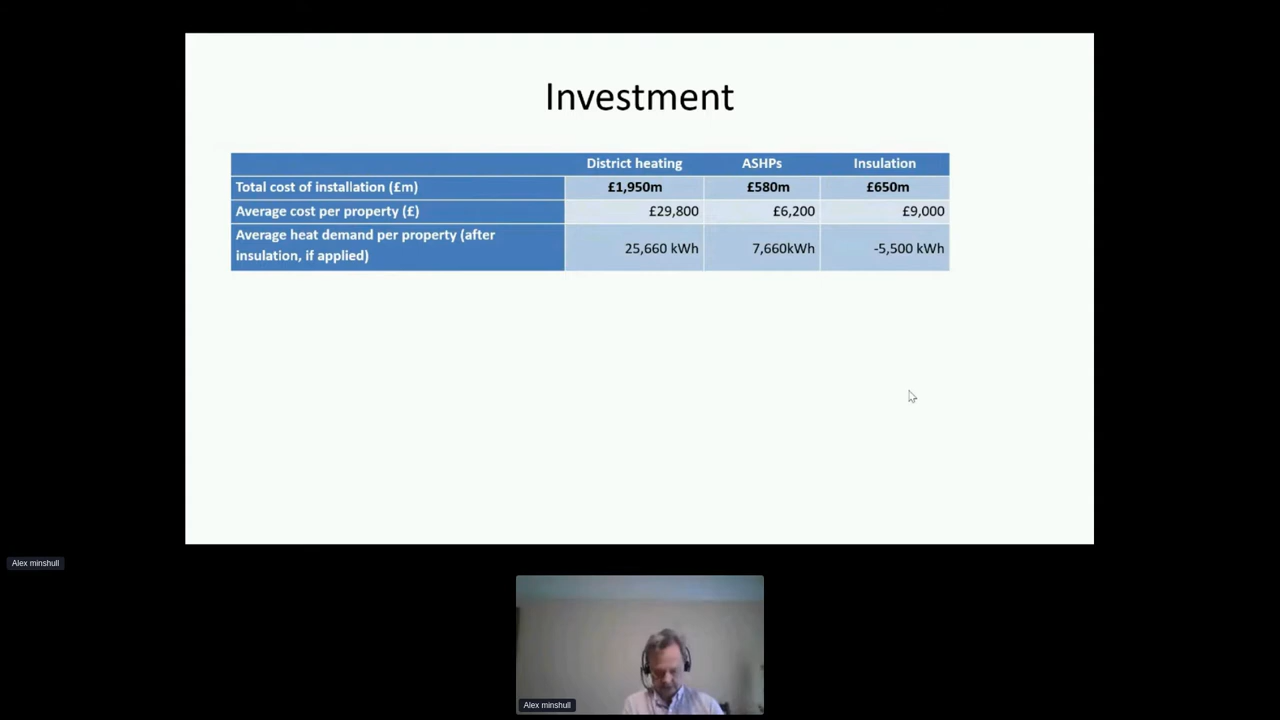 Investment
District heating ASHPs Insulation
Total cost of installation (£m) £1,950m £580m £650m
Average cost per property (£) £29,800 £6,200 £9,000
Average heat demand per property (after
insulation, if applied) 25,660 kWh 7,660kWh -5,500 kWh
Alex minshull
Alex minshull